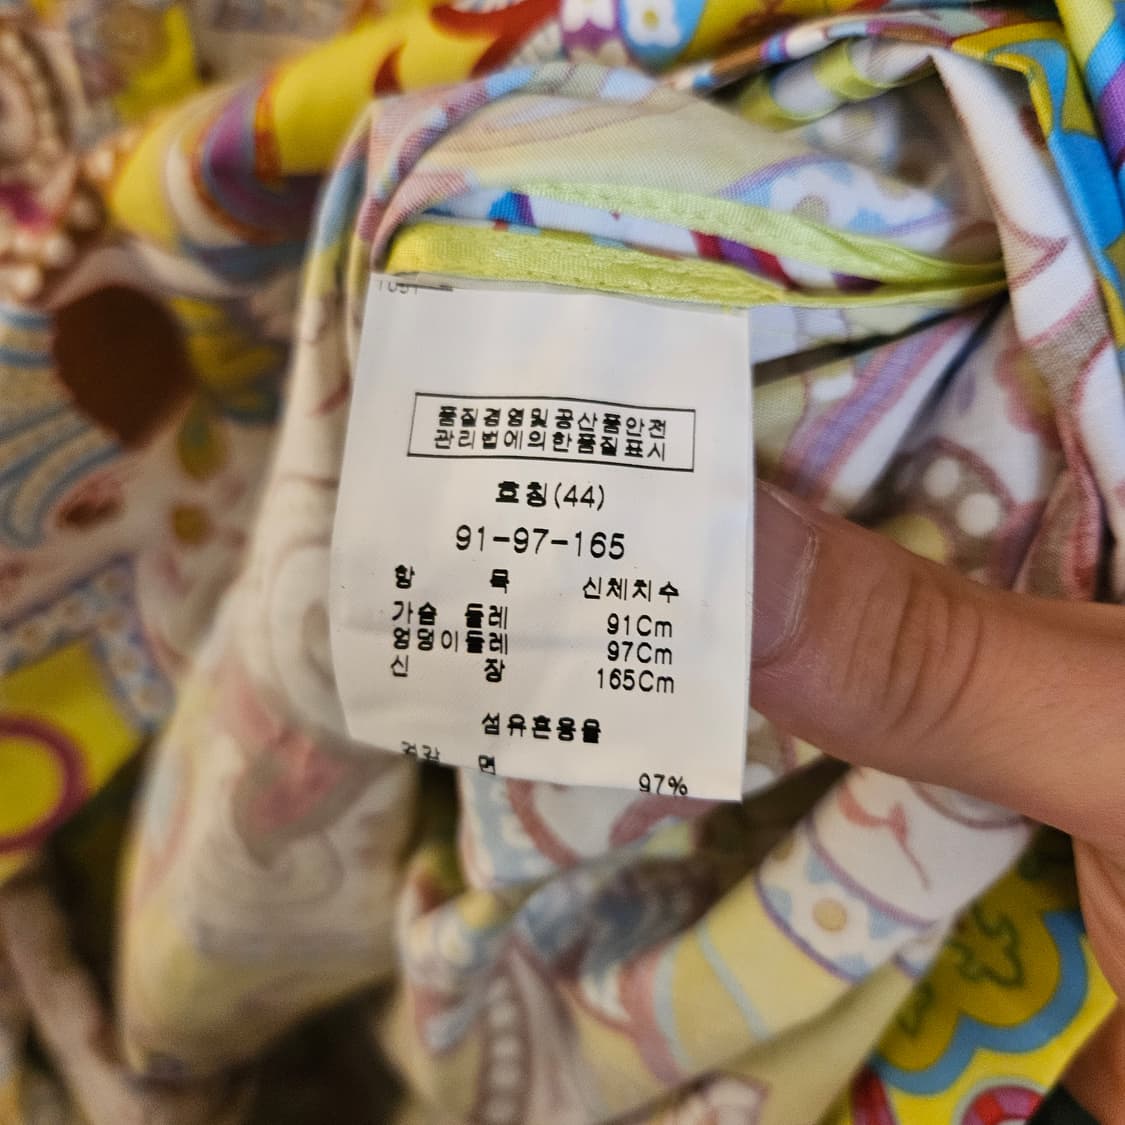 품질경영및공산품안전
관리법에의한품질표시
호칭(44)
91-97-165
항 목 신체치수
가슴 둘레 91Cm
엉덩이둘레 97Cm
신 장 165Cm
섬유혼용율
겉감 면 97%